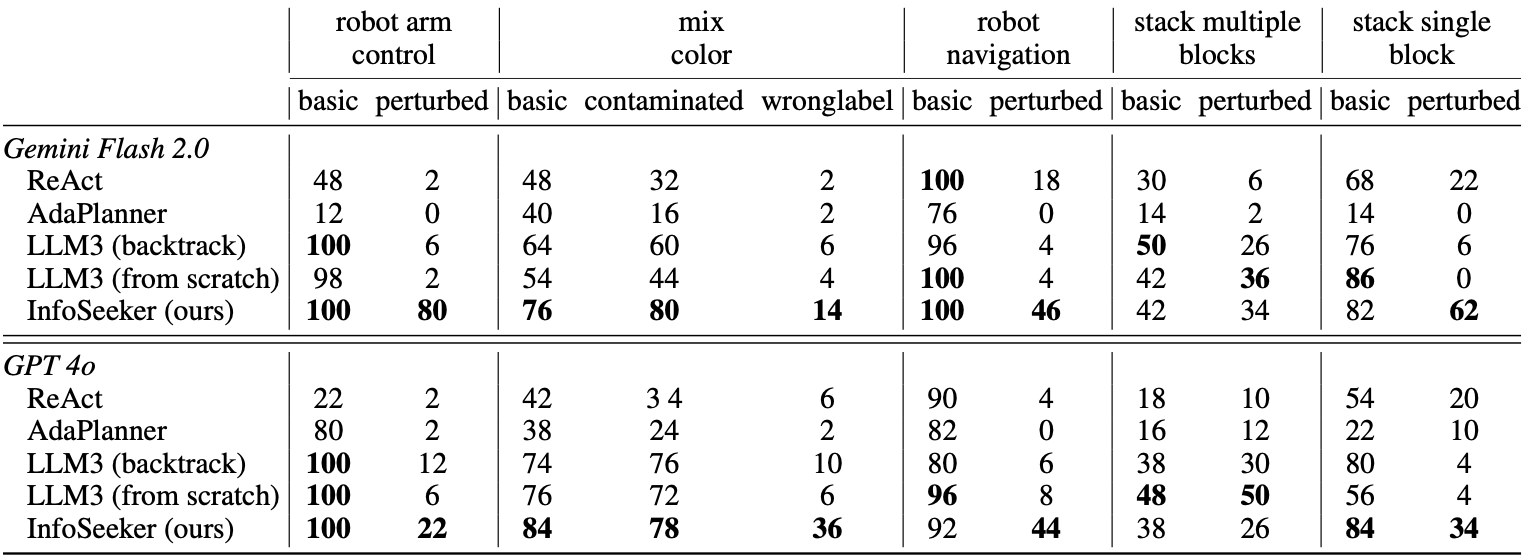 robot arm control mix color robot navigation stack multiple blocks stack single block
basic perturbed basic contaminated wronglabel basic perturbed basic perturbed basic perturbed
Gemini Flash 2.0
ReAct 48 2 48 32 2 100 18 30 6 68 22
AdaPlanner 12 0 40 16 2 76 0 14 2 14 0
LLM3 (backtrack) 100 6 64 60 6 96 4 50 26 76 6
LLM3 (from scratch) 98 2 54 44 4 100 4 42 36 86 0
InfoSeeker (ours) 100 80 76 80 14 100 46 42 34 82 62
GPT 4o
ReAct 22 2 42 3 4 6 90 4 18 10 54 20
AdaPlanner 80 2 38 24 2 82 0 16 12 22 10
LLM3 (backtrack) 100 12 74 76 10 80 6 38 30 80 4
LLM3 (from scratch) 100 6 76 72 6 96 8 48 50 56 4
InfoSeeker (ours) 100 22 84 78 36 92 44 38 26 84 34